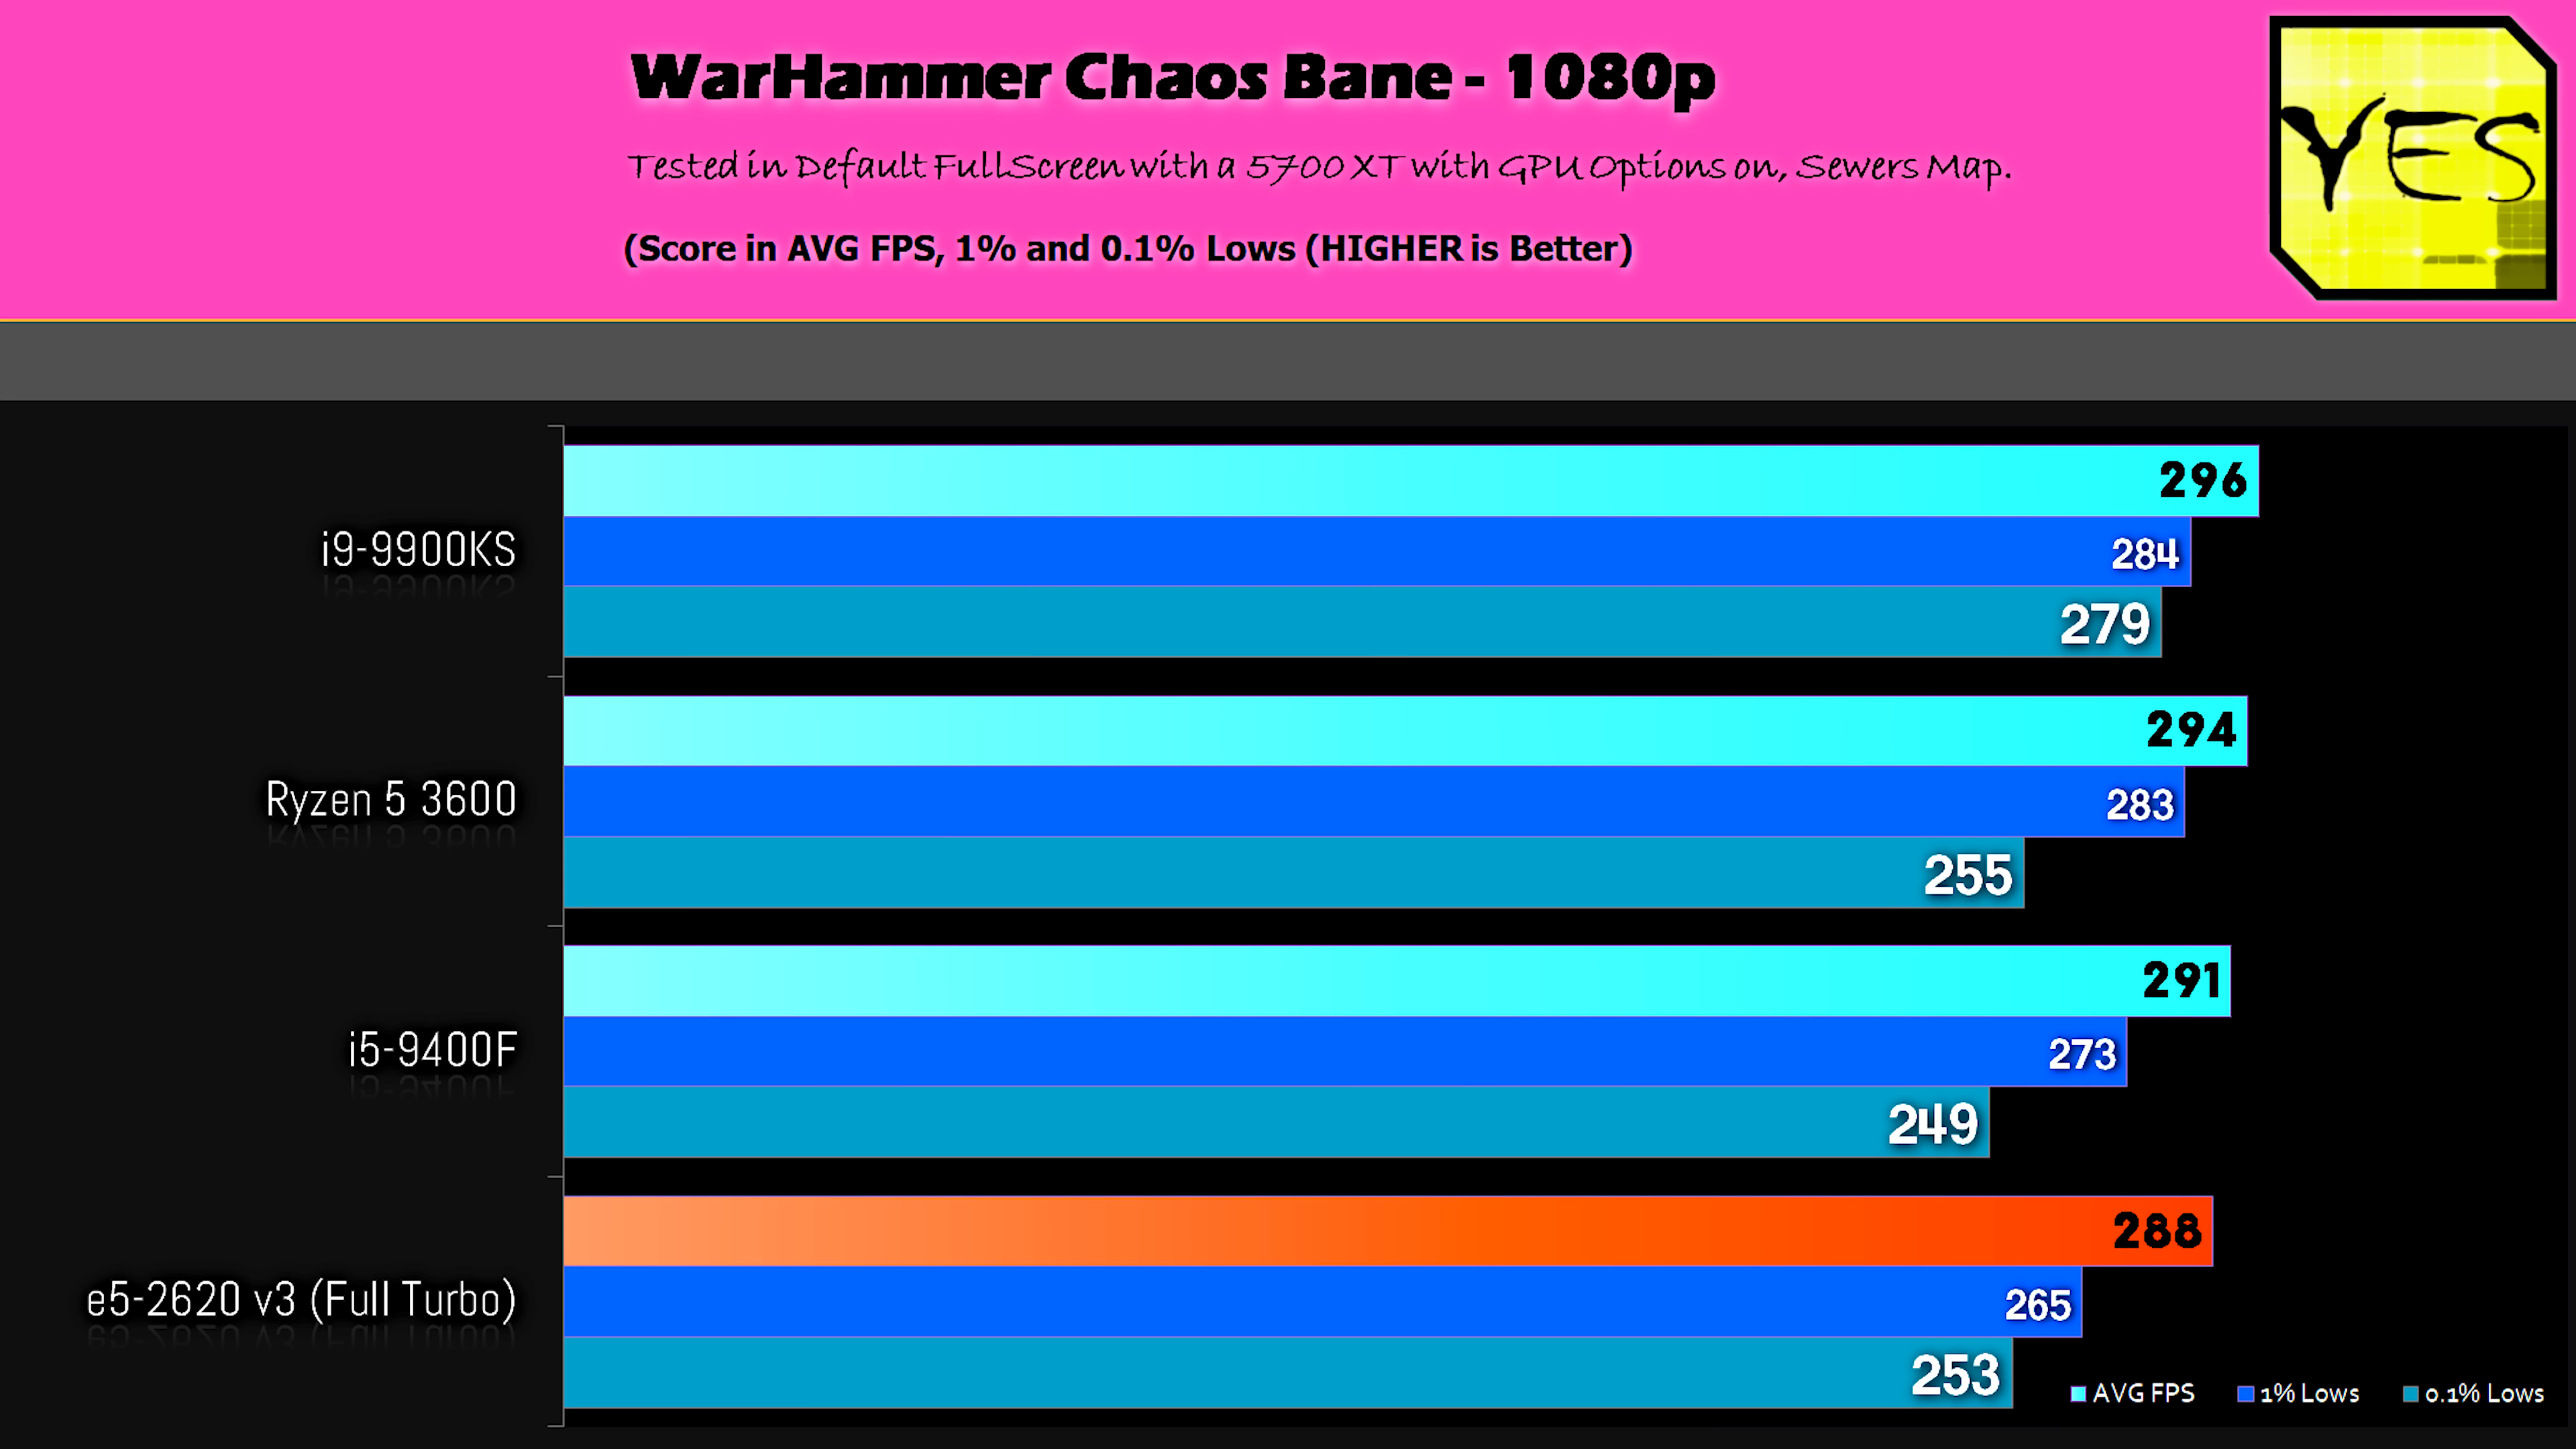 WarHammer Chaos Bane - 1080p
YES
Tested in Default FullScreen with a 5700 XT with GPU Options on, Sewers Map.
(Score in AVG FPS, 1% and 0.1% Lows (HIGHER is Better)
i9-9900KS
296
284
279
Ryzen 5 3600
294
283
255
i5-9400F
291
273
249
e5-2620 v3 (Full Turbo)
288
265
253
AVG FPS 1% Lows 0.1% Lows